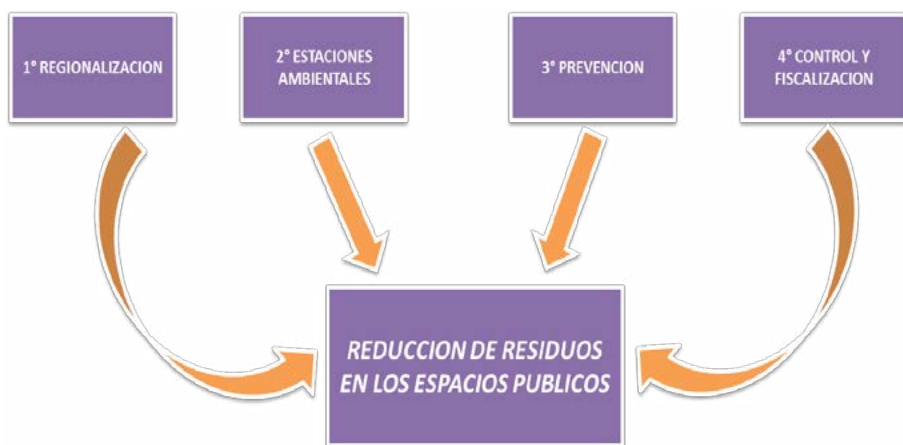 1° REGIONALIZACION
2° ESTACIONES
AMBIENTALES
3° PREVENCION
4° CONTROL Y
FISCALIZACION
REDUCCION DE RESIDUOS
EN LOS ESPACIOS PUBLICOS